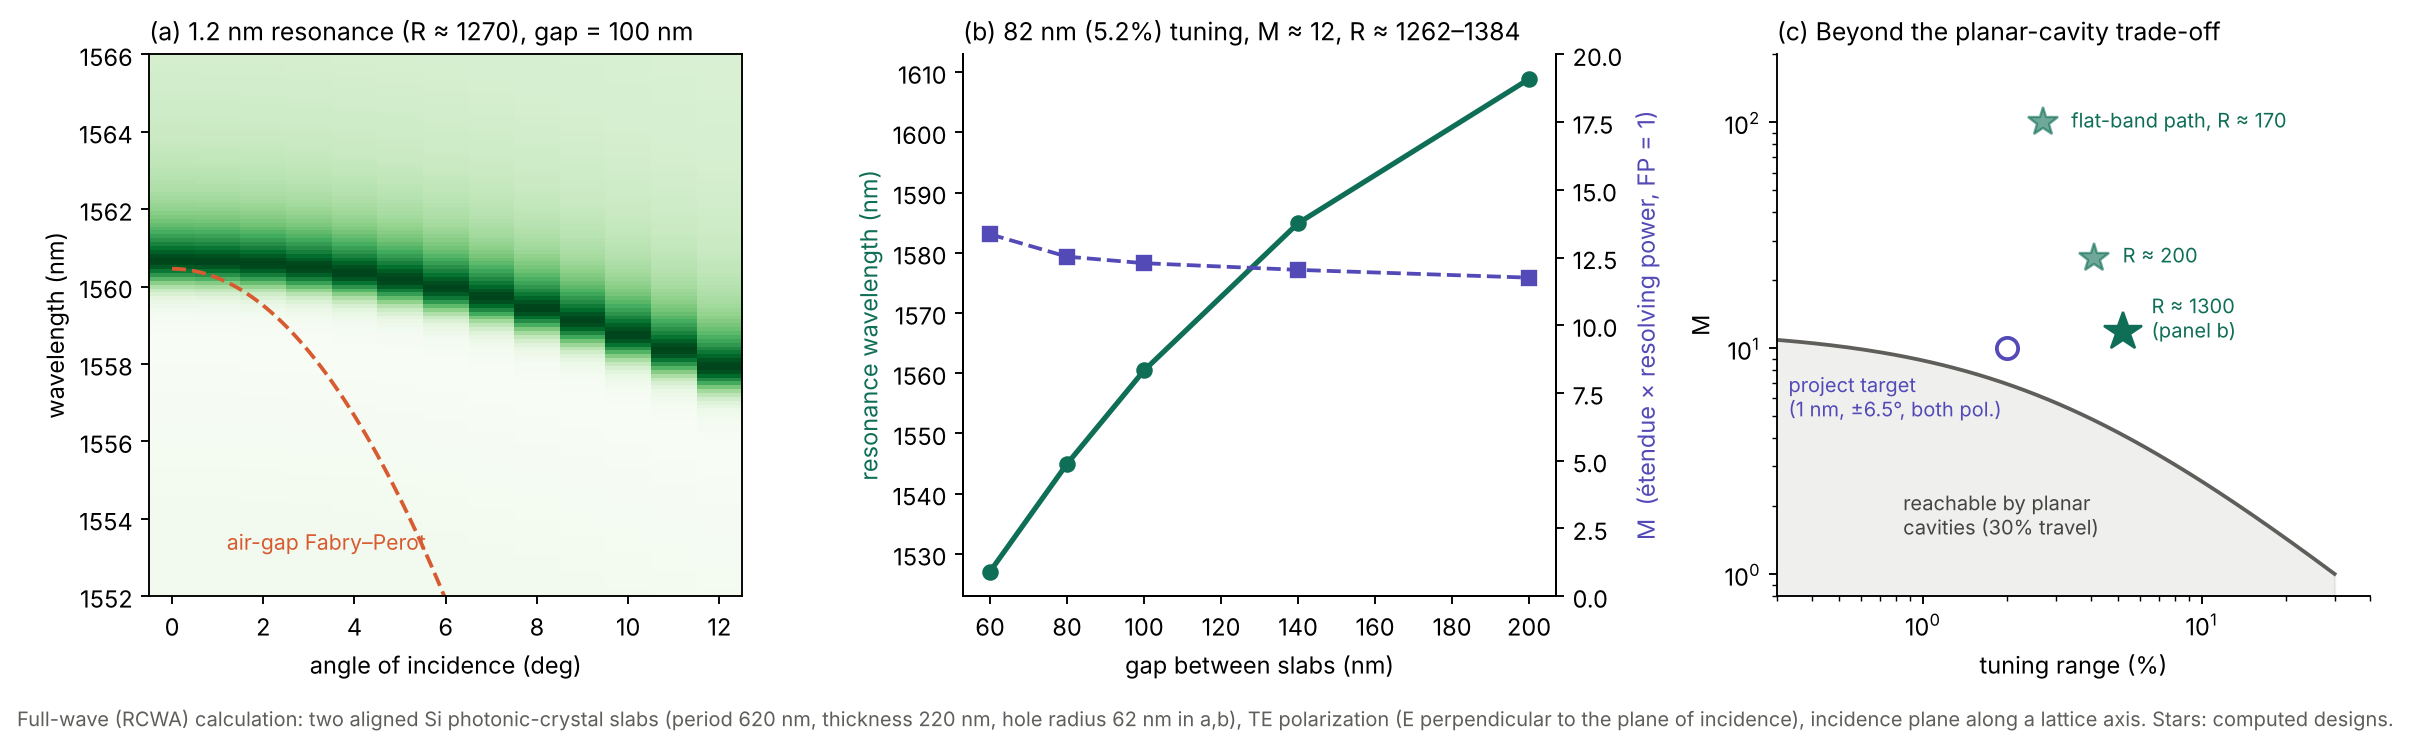 (a) 1.2 nm resonance (R ≈ 1270), gap = 100 nm
1566
1564
1562
1560
1558
1556
1554
1552
wavelength (nm)
air-gap Fabry–Perot
0 2 4 6 8 10 12
angle of incidence (deg)
(b) 82 nm (5.2%) tuning, M ≈ 12, R ≈ 1262–1384
1610
1600
1590
1580
1570
1560
1550
1540
1530
resonance wavelength (nm)
20.0
17.5
15.0
12.5
10.0
7.5
5.0
2.5
0.0
M (étendue × resolving power, FP = 1)
60 80 100 120 140 160 180 200
gap between slabs (nm)
(c) Beyond the planar-cavity trade-off
10²
10¹
10⁰
M
flat-band path, R ≈ 170
R ≈ 200
R ≈ 1300
(panel b)
project target
(1 nm, ±6.5°, both pol.)
reachable by planar
cavities (30% travel)
10⁰ 10¹
tuning range (%)
Full-wave (RCWA) calculation: two aligned Si photonic-crystal slabs (period 620 nm, thickness 220 nm, hole radius 62 nm in a,b), TE polarization (E perpendicular to the plane of incidence), incidence plane along a lattice axis. Stars: computed designs.